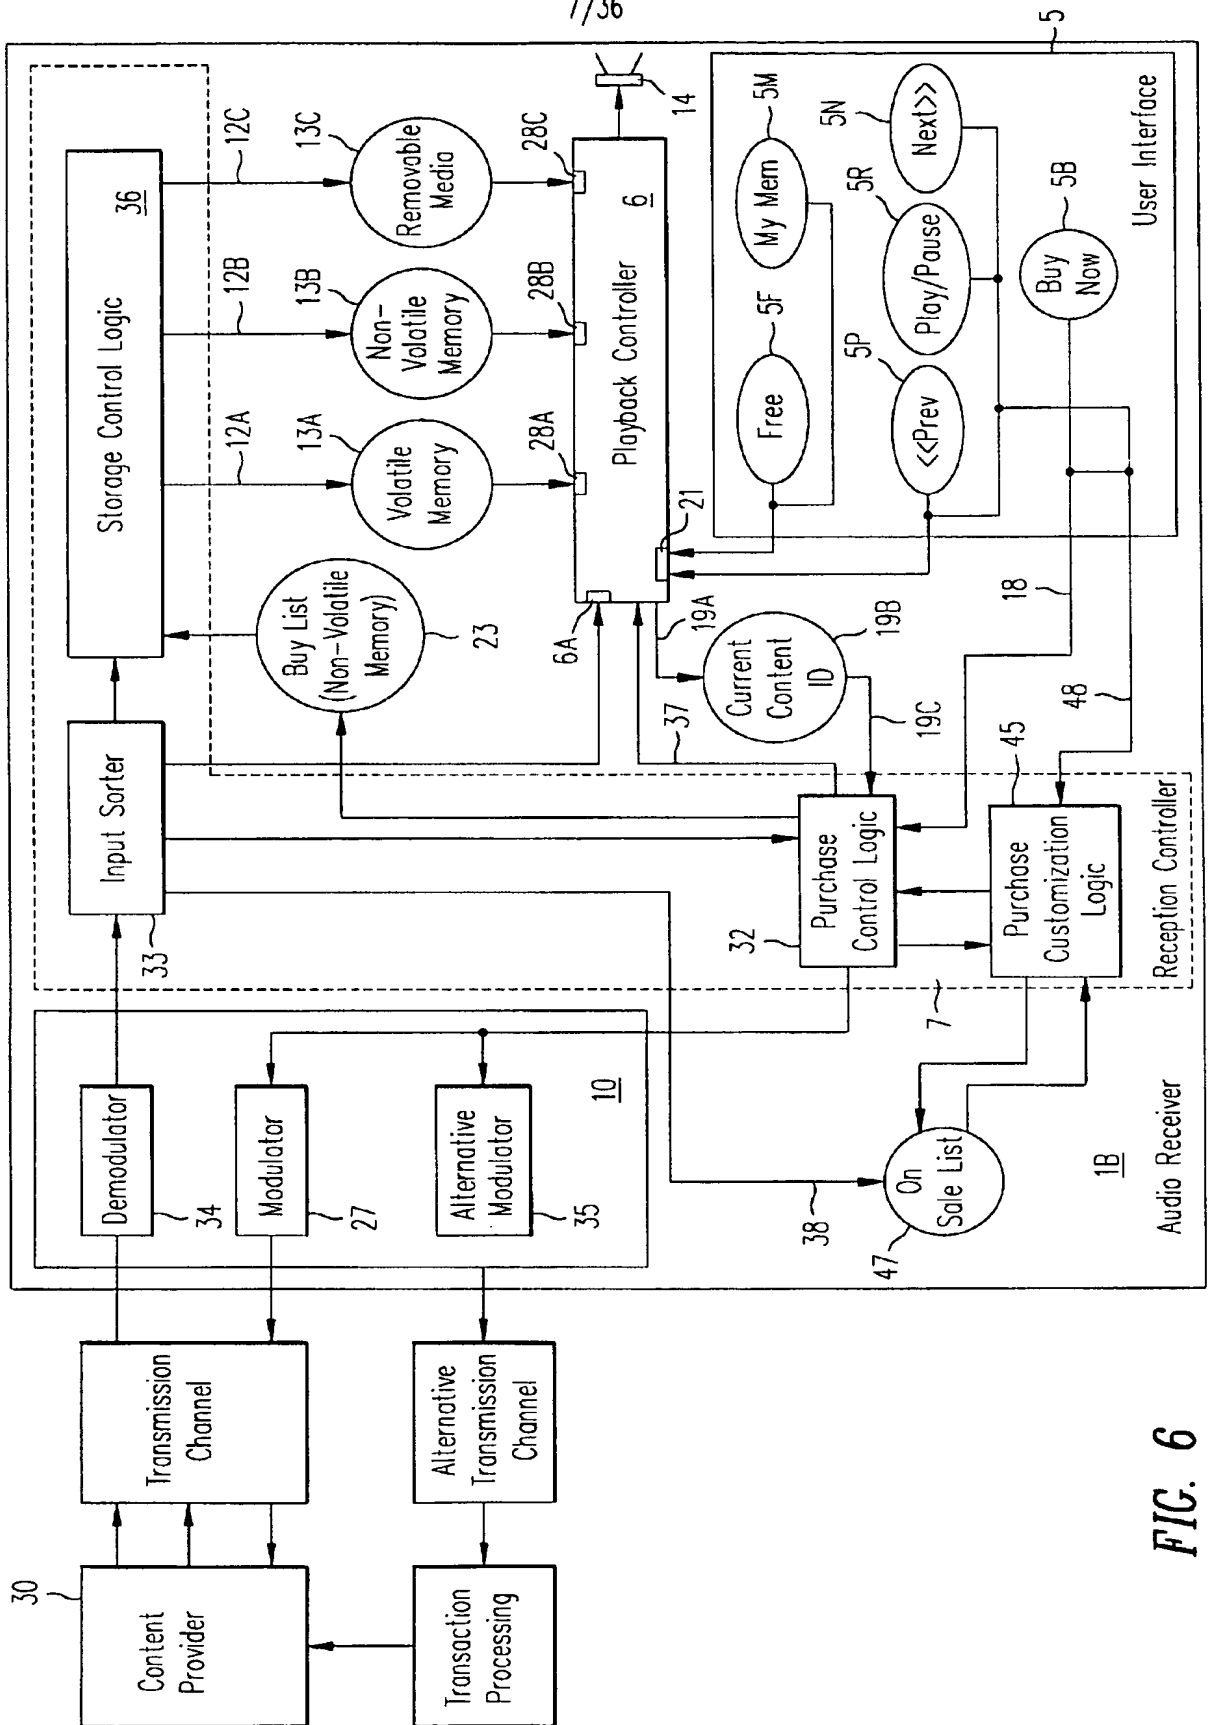 7/36
30
Content
Provider
Transaction
Processing
Transmission
Channel
Alternative
Transmission
Channel
Demodulator
34
Modulator
27
Alternative
Modulator
35
10
Input Sorter
33
Storage Control Logic
36
Buy List
(Non-Volatile
Memory)
23
12A
12B
12C
13A
Volatile
Memory
13B
Non-
Volatile
Memory
13C
Removable
Media
28A
28B
28C
Playback Controller
6
6A
21
14
19A
Current
Content
ID
19B
19C
37
Purchase
Control Logic
32
Purchase
Customization
Logic
45
7
Reception Controller
On
Sale List
47
38
18
48
Free
5F
My Mem
5M
<<Prev
5P
Play/Pause
5R
Next>>
5N
Buy
Now
5B
User Interface
5
1B
Audio Receiver
FIG. 6